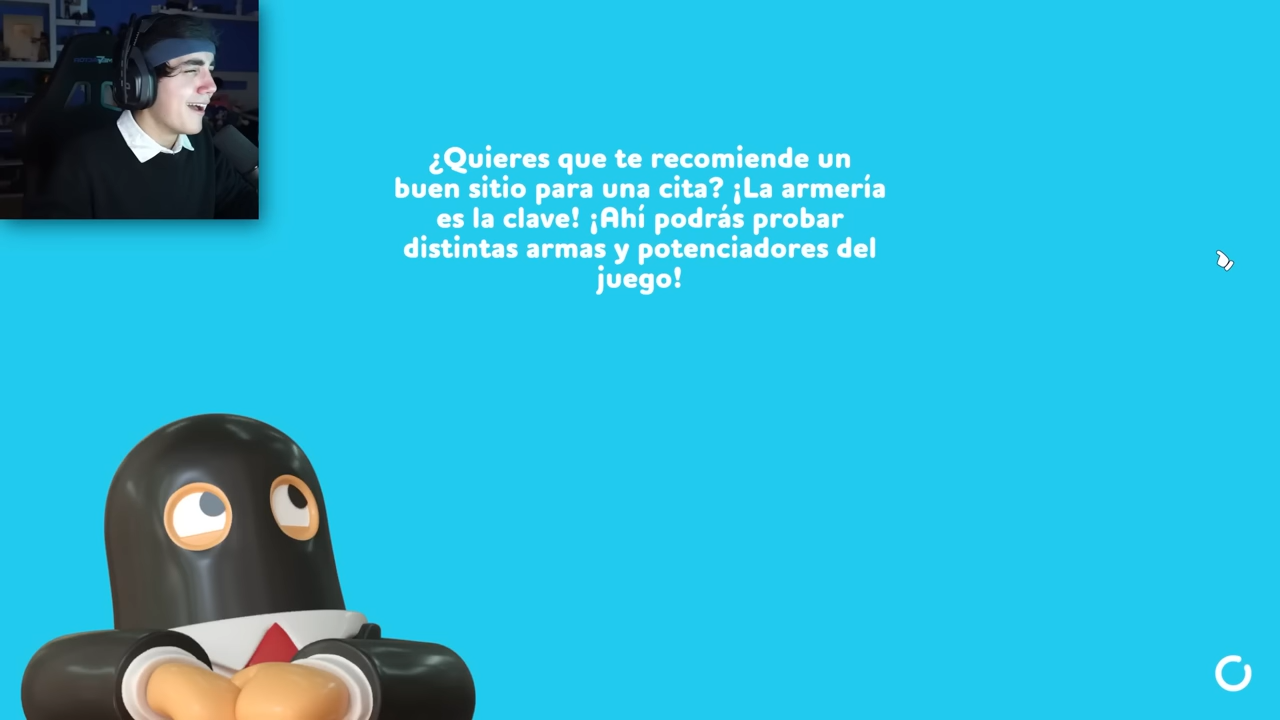 ¿Quieres que te recomiende un
buen sitio para una cita? ¡La armería
es la clave! ¡Ahí podrás probar
distintas armas y potenciadores del
juego!